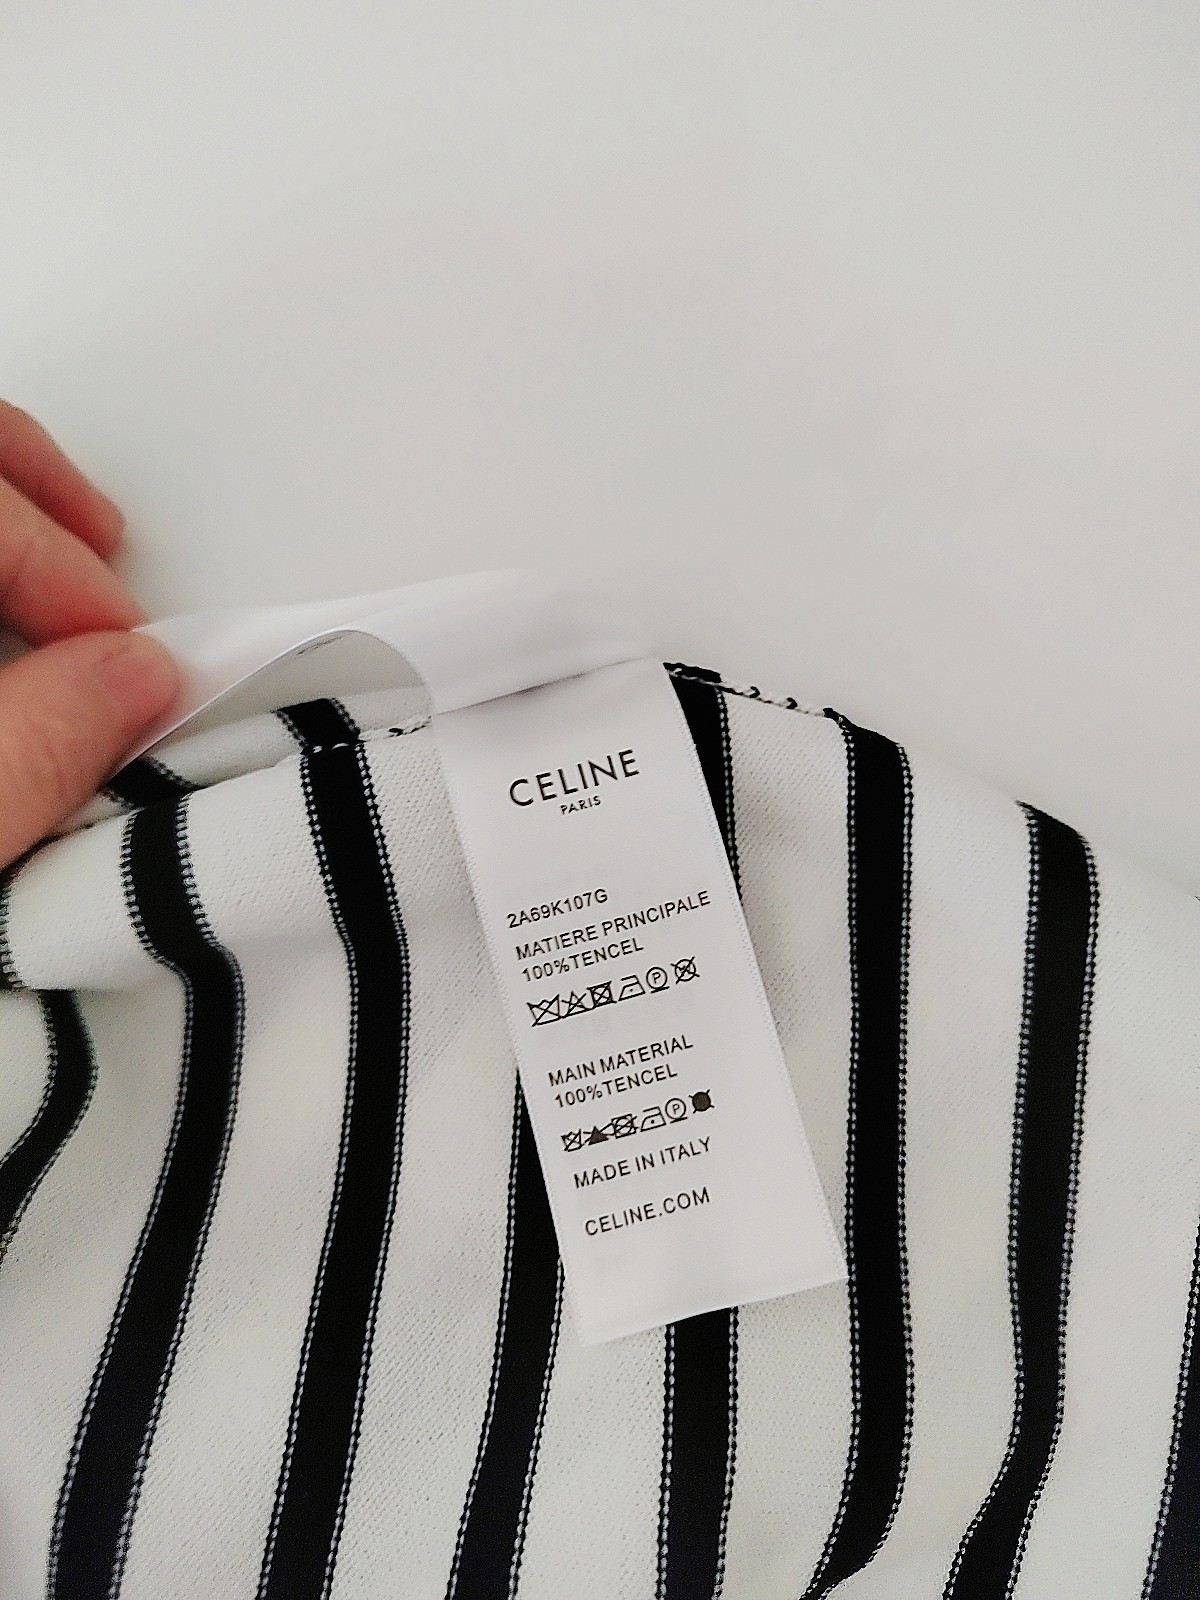 CELINE
PARIS
2A69K107G
MATIERE PRINCIPALE
100%TENCEL
P
MAIN MATERIAL
100%TENCEL
P
MADE IN ITALY
CELINE.COM